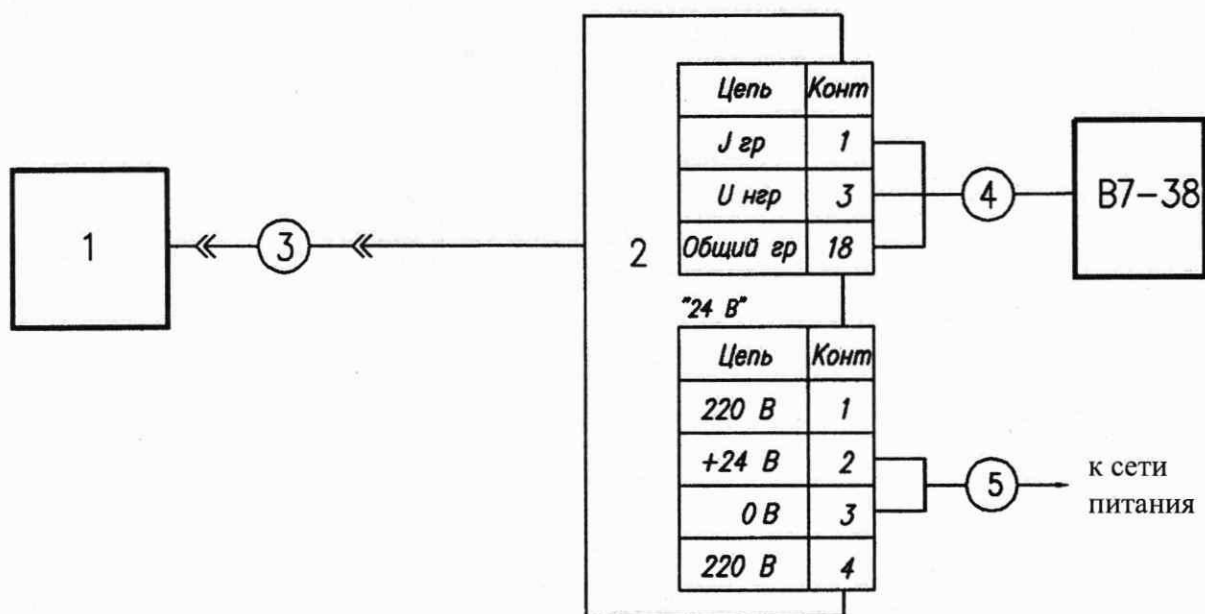 Цепь Конт
J гр 1
U нгр 3
Общий гр 18
"24 В"
Цепь Конт
220 В 1
+24 В 2
0 В 3
220 В 4
1
3
2
4
В7-38
5
к сети
питания